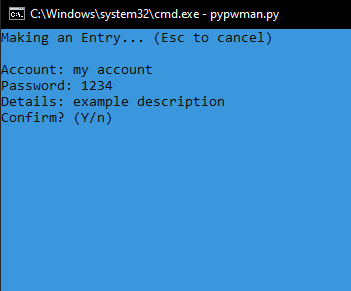 C:\Windows\system32\cmd.exe - pypwman.py
Making an Entry... (Esc to cancel)
Account: my account
Password: 1234
Details: example description
Confirm? (Y/n)